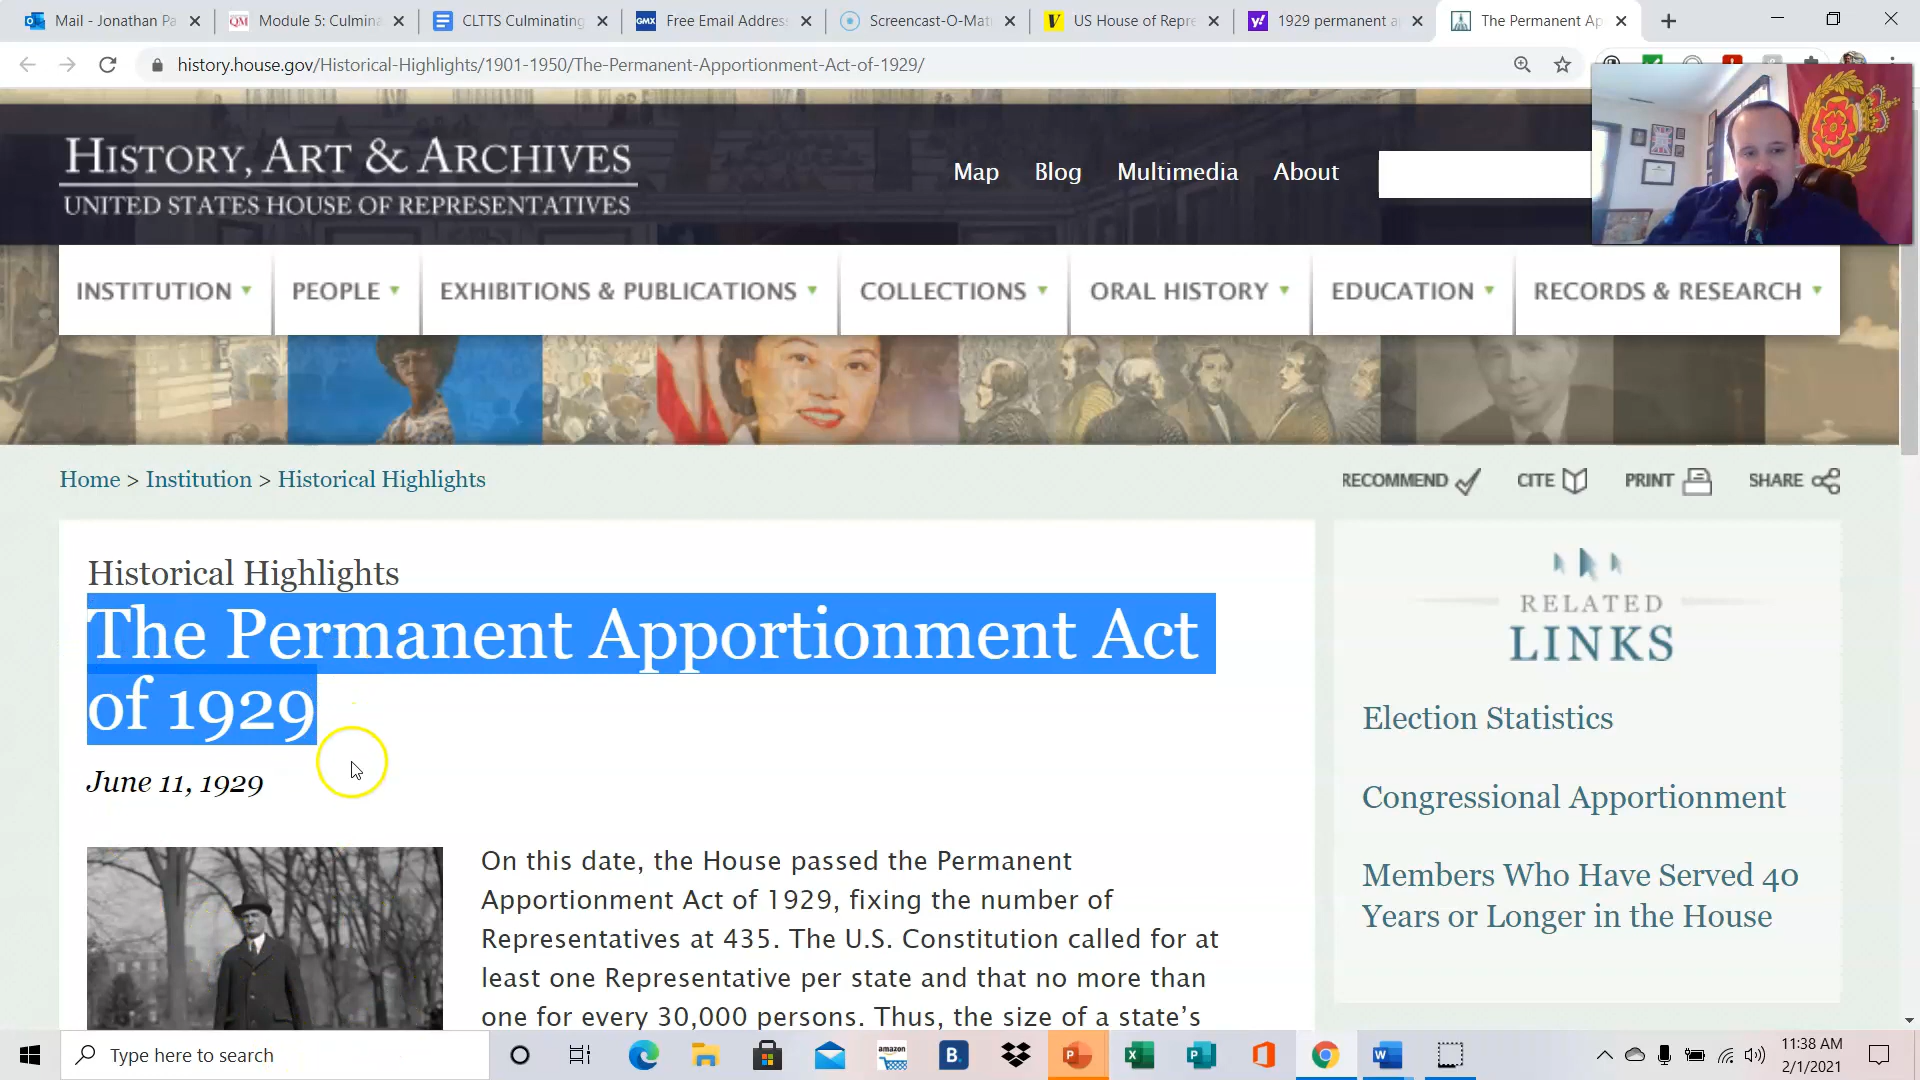 Mail - Jonathan Pa
QM Module 5: Culmina
CLTTS Culminating
GMX Free Email Address
Screencast-O-Mat
V US House of Repre
y! 1929 permanent a
The Permanent Ap
history.house.gov/Historical-Highlights/1901-1950/The-Permanent-Apportionment-Act-of-1929/
HISTORY, ART & ARCHIVES
UNITED STATES HOUSE OF REPRESENTATIVES
Map Blog Multimedia About
INSTITUTION PEOPLE EXHIBITIONS & PUBLICATIONS COLLECTIONS ORAL HISTORY EDUCATION RECORDS & RESEARCH
Home > Institution > Historical Highlights
RECOMMEND CITE PRINT SHARE
Historical Highlights
The Permanent Apportionment Act
of 1929
June 11, 1929
On this date, the House passed the Permanent
Apportionment Act of 1929, fixing the number of
Representatives at 435. The U.S. Constitution called for at
least one Representative per state and that no more than
one for every 30,000 persons. Thus, the size of a state’s
RELATED
LINKS
Election Statistics
Congressional Apportionment
Members Who Have Served 40
Years or Longer in the House
Type here to search
amazon
B.
11:38 AM
2/1/2021